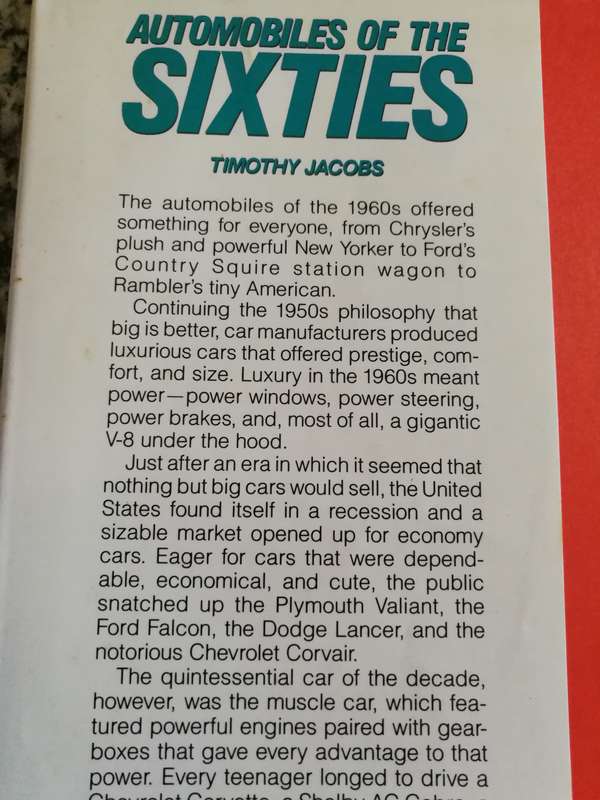 AUTOMOBILES OF THE
SIXTIES
TIMOTHY JACOBS
The automobiles of the 1960s offered
something for everyone, from Chrysler's
plush and powerful New Yorker to Ford's
Country Squire station wagon to
Rambler's tiny American.
Continuing the 1950s philosophy that
big is better, car manufacturers produced
luxurious cars that offered prestige, com-
fort, and size. Luxury in the 1960s meant
power—power windows, power steering,
power brakes, and, most of all, a gigantic
V-8 under the hood.
Just after an era in which it seemed that
nothing but big cars would sell, the United
States found itself in a recession and a
sizable market opened up for economy
cars. Eager for cars that were depend-
able, economical, and cute, the public
snatched up the Plymouth Valiant, the
Ford Falcon, the Dodge Lancer, and the
notorious Chevrolet Corvair.
The quintessential car of the decade,
however, was the muscle car, which fea-
tured powerful engines paired with gear-
boxes that gave every advantage to that
power. Every teenager longed to drive a
Chevrolet Corvette, a Shelby AC Cobra